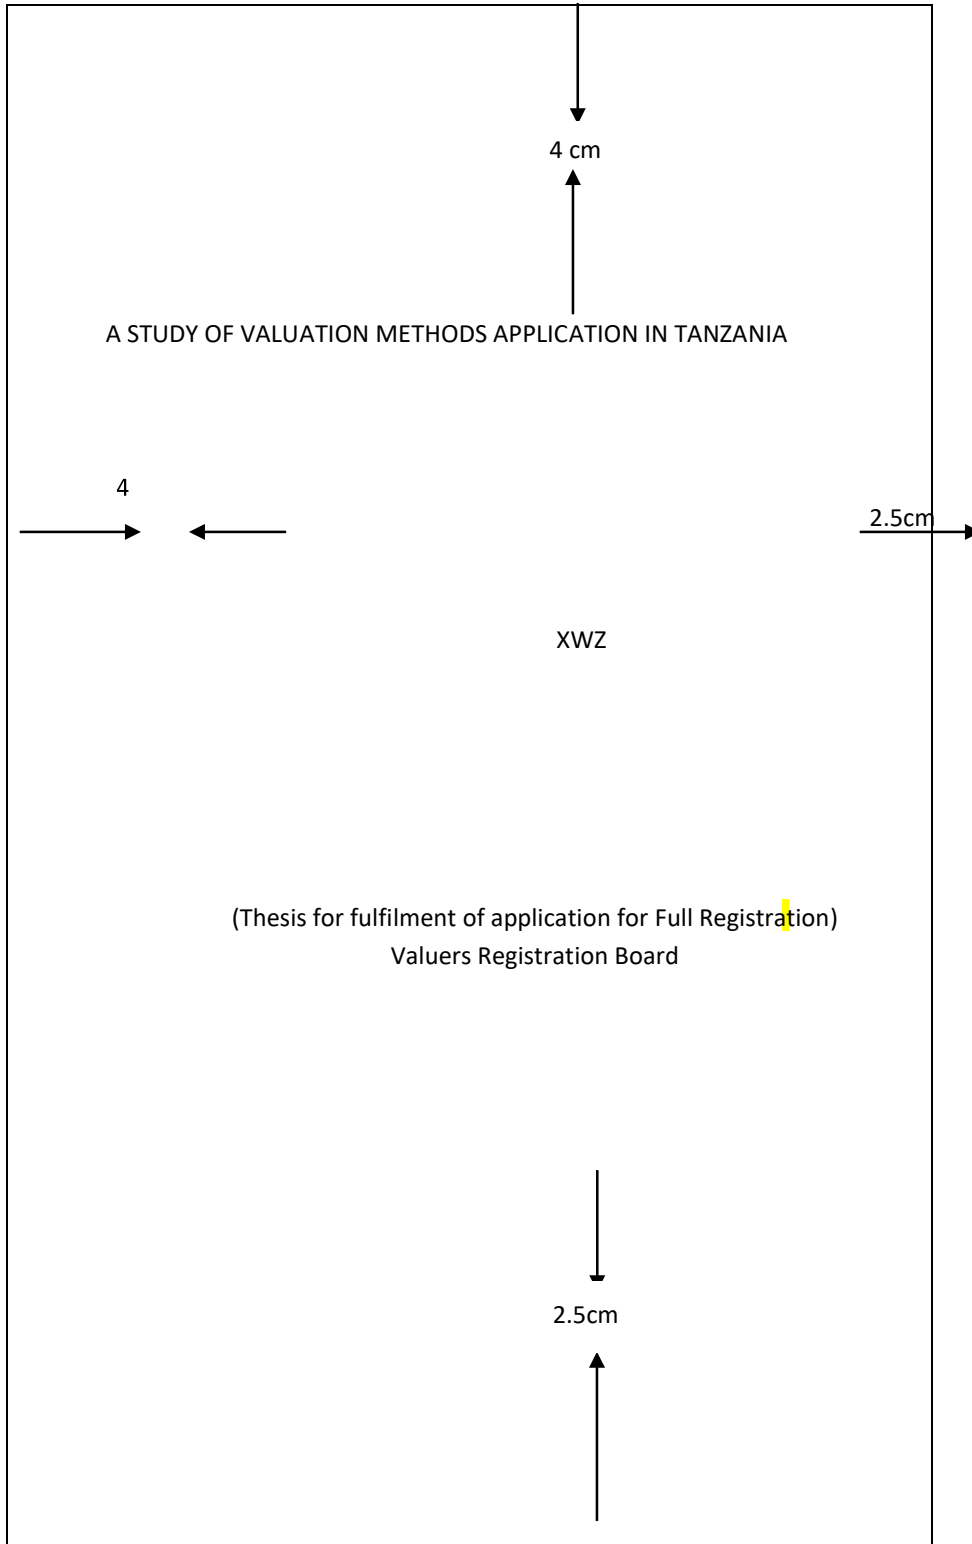 4 cm
A STUDY OF VALUATION METHODS APPLICATION IN TANZANIA
4
2.5cm
XWZ
(Thesis for fulfilment of application for Full Registration)
Valuers Registration Board
2.5cm